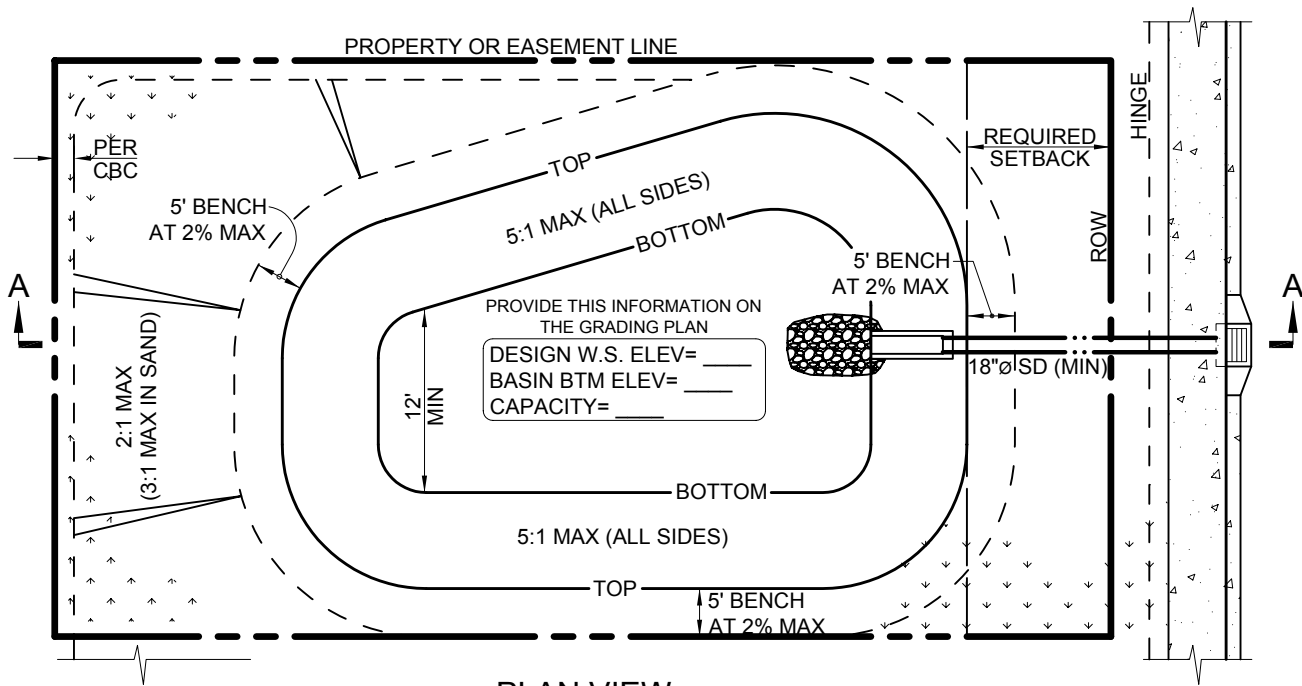 PROPERTY OR EASEMENT LINE
HINGE
PER
CBC
REQUIRED
SETBACK
TOP
5' BENCH
AT 2% MAX
5:1 MAX (ALL SIDES)
BOTTOM
ROW
5' BENCH
AT 2% MAX
A
A
PROVIDE THIS INFORMATION ON
THE GRADING PLAN
DESIGN W.S. ELEV= ____
BASIN BTM ELEV= ____
CAPACITY= ____
18"Ø SD (MIN)
12'
MIN
2:1 MAX
(3:1 MAX IN SAND)
BOTTOM
5:1 MAX (ALL SIDES)
TOP
5' BENCH
AT 2% MAX
PLAN VIEW